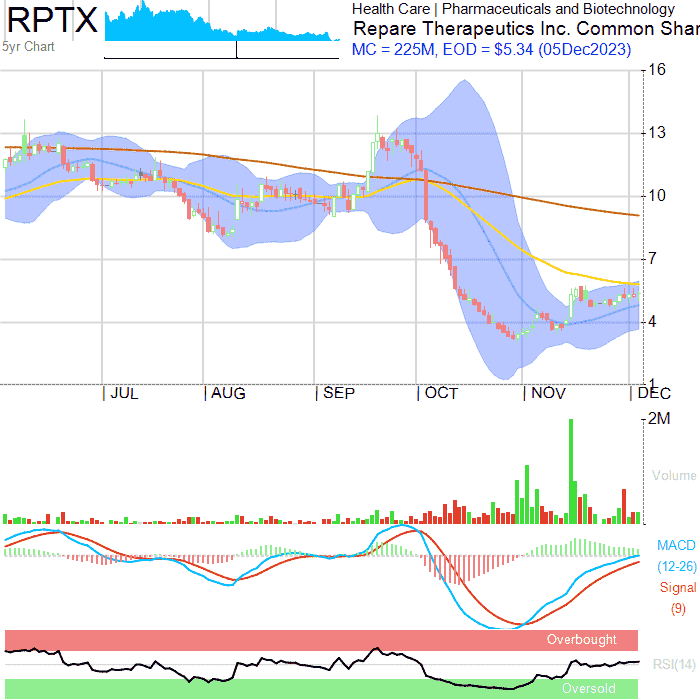 RPTX
5yr Chart
Health Care | Pharmaceuticals and Biotechnology
Repare Therapeutics Inc. Common Shar
MC = 225M, EOD = $5.34 (05Dec2023)
16
13
10
7
4
1
JUL AUG SEP OCT NOV DEC
2M
Volume
MACD
(12-26)
Signal
(9)
Overbought
RSI(14)
Oversold